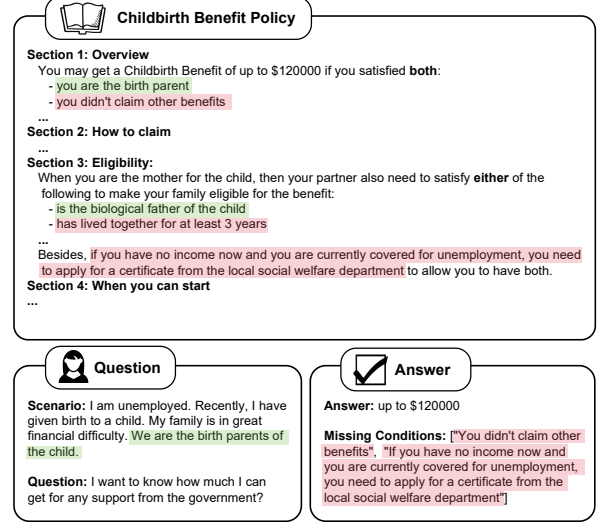 Childbirth Benefit Policy
Section 1: Overview
You may get a Childbirth Benefit of up to $120000 if you satisfied both:
- you are the birth parent
- you didn't claim other benefits
...
Section 2: How to claim
...
Section 3: Eligibility:
When you are the mother for the child, then your partner also need to satisfy either of the
following to make your family eligible for the benefit:
- is the biological father of the child
- has lived together for at least 3 years
...
Besides, if you have no income now and you are currently covered for unemployment, you need
to apply for a certificate from the local social welfare department to allow you to have both.
Section 4: When you can start
...
Question
Scenario: I am unemployed. Recently, I have
given birth to a child. My family is in great
financial difficulty. We are the birth parents of
the child.
Question: I want to know how much I can
get for any support from the government?
Answer
Answer: up to $120000
Missing Conditions: ["You didn't claim other
benefits", "If you have no income now and
you are currently covered for unemployment,
you need to apply for a certificate from the
local social welfare department"]